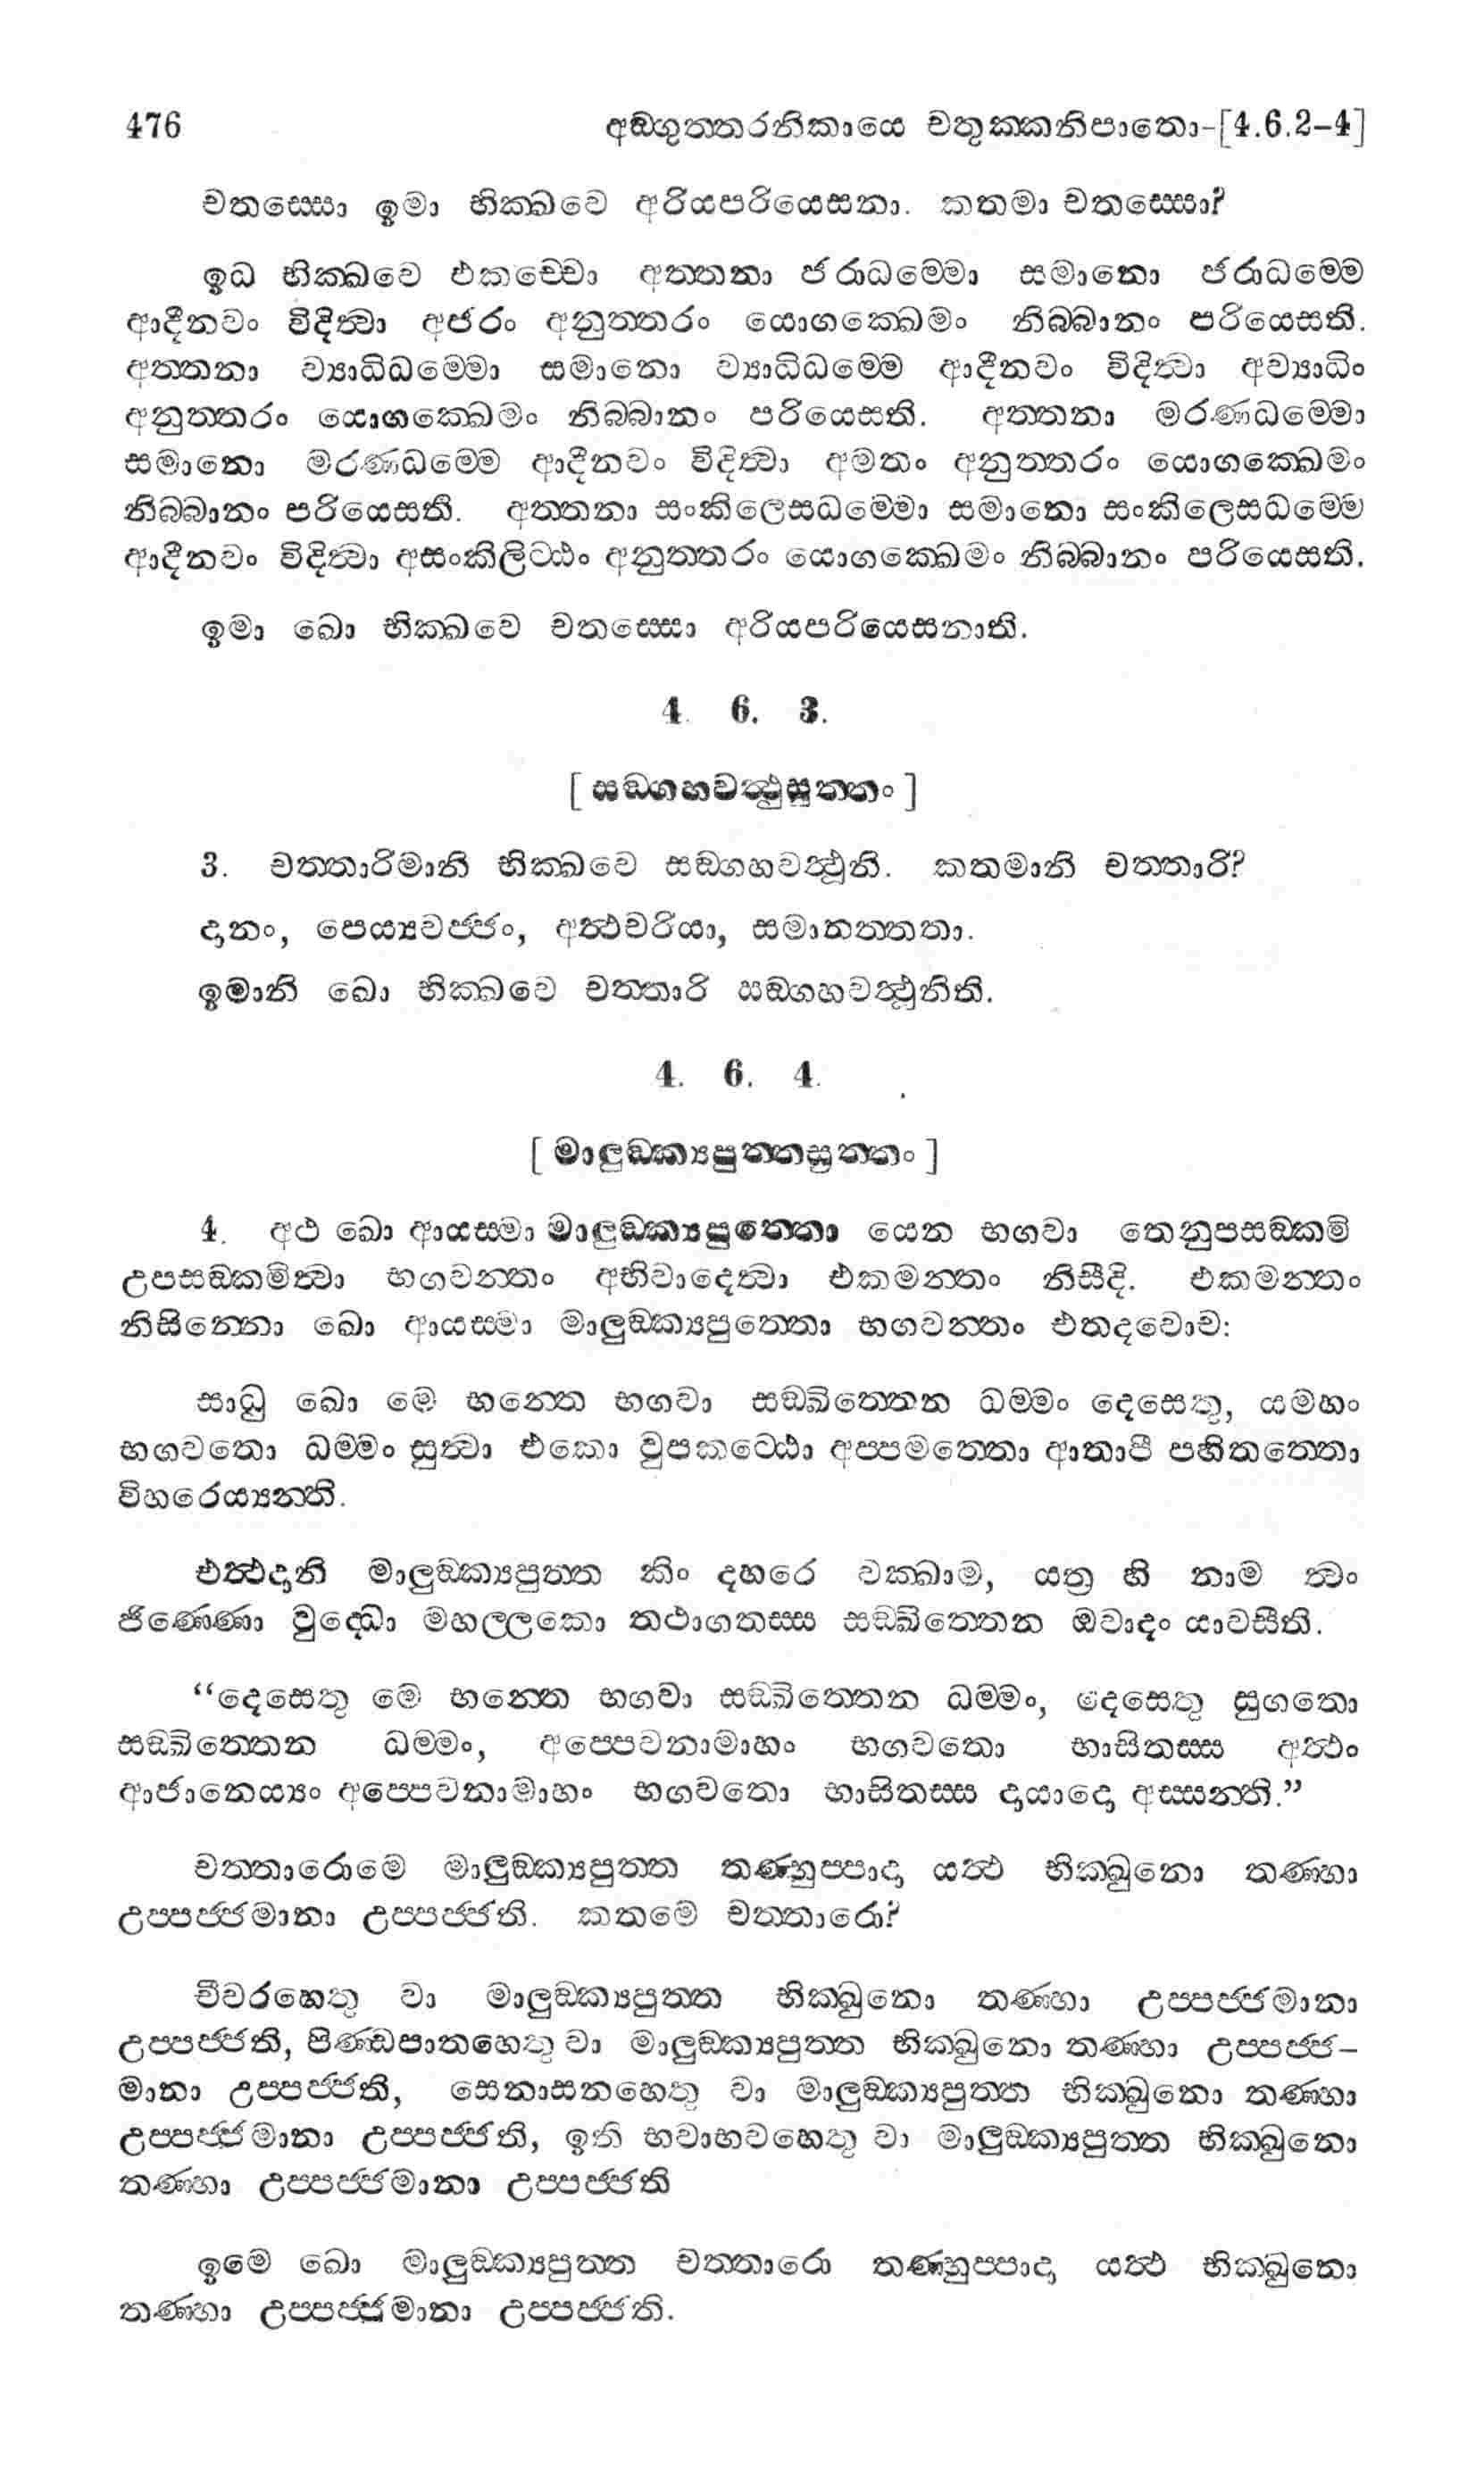 476 අඞ්ගුත්තරනිකායෙ චතුක්කනිපාතො-[4.6.2-4]
චතස්සො ඉමා භික්ඛවෙ අරියපරියෙසනා. කතමා චතස්සො?
ඉධ භික්ඛවෙ එකච්චො අත්තනා ජරාධම්මො සමානො ජරාධම්මෙ
ආදීනවං විදිත්වා අජරං අනුත්තරං යොගක්ඛෙමං නිබ්බානං පරියෙසති.
අත්තනා ව්‍යාධිධම්මො සමානො ව්‍යාධිධම්මෙ ආදීනවං විදිත්වා අව්‍යාධිං
අනුත්තරං යොගක්ඛෙමං නිබ්බානං පරියෙසති. අත්තනා මරණධම්මො
සමානො මරණධම්මෙ ආදීනවං විදිත්වා අමතං අනුත්තරං යොගක්ඛෙමං
නිබ්බානං පරියෙසති. අත්තනා සංකිලෙසධම්මො සමානො සංකිලෙසධම්මෙ
ආදීනවං විදිත්වා අසංකිලිට්ඨං අනුත්තරං යොගක්ඛෙමං නිබ්බානං පරියෙසති.
ඉමා ඛො භික්ඛවෙ චතස්සො අරියපරියෙසනාති.
4. 6. 3.
[ සඞ්ගහවත්ථුසුත්තං ]
3. චත්තාරිමානි භික්ඛවෙ සඞ්ගහවත්ථූනි. කතමානි චත්තාරි?
දානං, පෙය්‍යවජ්ජං, අත්ථචරියා, සමානත්තතා.
ඉමානි ඛො භික්ඛවෙ චත්තාරි සඞ්ගහවත්ථූනිති.
4. 6. 4.
[ මාලුඞ්ක්‍යපුත්තසුත්තං ]
4. අථ ඛො ආයස්මා මාලුඞ්ක්‍යපුත්තො යෙන භගවා තෙනුපසඞ්කමි
උපසඞ්කමිත්වා භගවන්තං අභිවාදෙත්වා එකමන්තං නිසීදි. එකමන්තං
නිසින්නො ඛො ආයස්මා මාලුඞ්ක්‍යපුත්තො භගවන්තං එතදවොච:
සාධු ඛො මෙ භන්තෙ භගවා සඞ්ඛිත්තෙන ධම්මං දෙසෙතු, යමහං
භගවතො ධම්මං සුත්වා එකො වූපකට්ඨො අප්පමත්තො ආතාපී පහිතත්තො
විහරෙය්‍යන්ති.
එත්ථදානි මාලුඞ්ක්‍යපුත්ත කිං දහරෙ වක්ඛාම, යත්‍ර හි නාම ත්වං
ජිණ්ණො වුද්ධො මහල්ලකො තථාගතස්ස සඞ්ඛිත්තෙන ඔවාදං යාචසීති.
“දෙසෙතු මෙ භන්තෙ භගවා සඞ්ඛිත්තෙන ධම්මං, දෙසෙතු සුගතො
සඞ්ඛිත්තෙන ධම්මං, අප්පෙවනාමාහං භගවතො භාසිතස්ස අත්ථං
ආජානෙය්‍යං අප්පෙවනාමාහං භගවතො භාසිතස්ස දායාදො අස්සන්ති.”
චත්තාරොමෙ මාලුඞ්ක්‍යපුත්ත තණ්හුප්පාදා යත්ථ භික්ඛුනො තණ්හා
උප්පජ්ජමානා උප්පජ්ජති. කතමෙ චත්තාරො?
චීවරහෙතු වා මාලුඞ්ක්‍යපුත්ත භික්ඛුනො තණ්හා උප්පජ්ජමානා
උප්පජ්ජති, පිණ්ඩපාතහෙතු වා මාලුඞ්ක්‍යපුත්ත භික්ඛුනො තණ්හා උප්පජ්ජ-
මානා උප්පජ්ජති, සෙනාසනහෙතු වා මාලුඞ්ක්‍යපුත්ත භික්ඛුනො තණ්හා
උප්පජ්ජමානා උප්පජ්ජති, ඉති භවාභවහෙතු වා මාලුඞ්ක්‍යපුත්ත භික්ඛුනො
තණ්හා උප්පජ්ජමානා උප්පජ්ජති
ඉමෙ ඛො මාලුඞ්ක්‍යපුත්ත චත්තාරො තණ්හුප්පාදා යත්ථ භික්ඛුනො
තණ්හා උප්පජ්ජමානා උප්පජ්ජති.